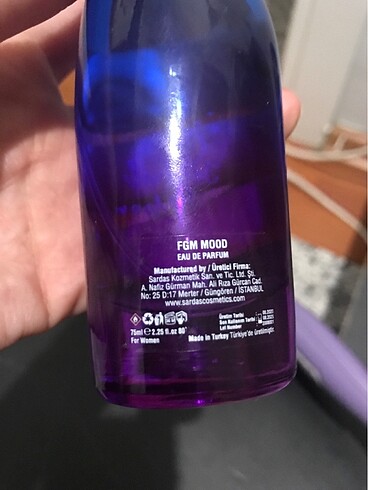 FGM MOOD
EAU DE PARFUM
Manufactured by / Üretici Firma:
Sardas Kozmetik San. ve Tic. Ltd. Şti.
A. Nafiz Gürman Mah. Ali Rıza Gürcan Cad.
No: 25 D:17 Merter / Güngören / İSTANBUL
www.sardascosmetics.com
75ml ℮ 2.25 fl.oz 80°
For Women
Üretim Tarihi
Son Kullanım Tarihi
Lot Number
Made in Turkey Türkiye'de üretilmiştir.